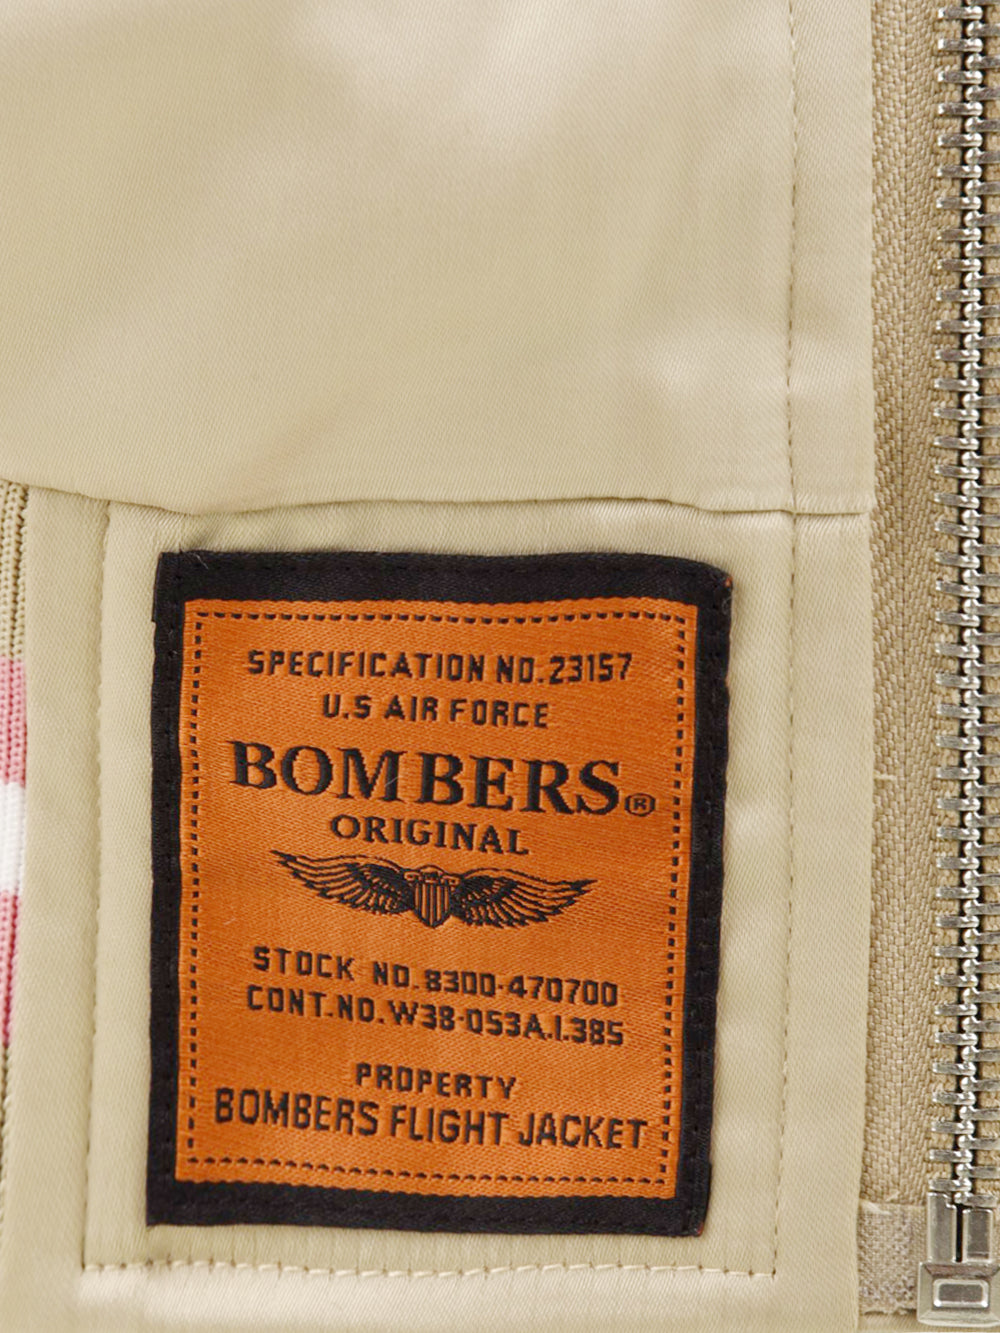 SPECIFICATION NO.23157
U.S AIR FORCE
BOMBERS®
ORIGINAL
STOCK NO.8300-470700
CONT.NO.W38-053A.1.385
PROPERTY
BOMBERS FLIGHT JACKET